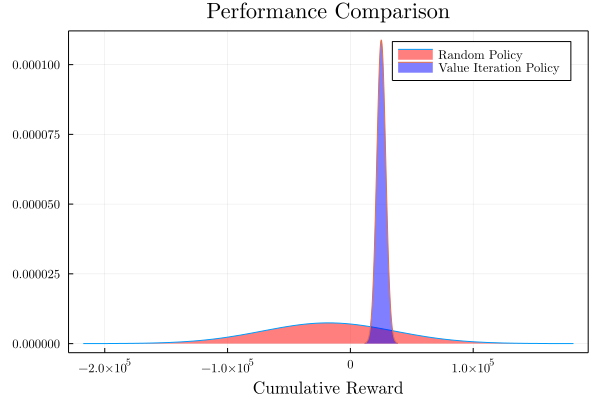 Performance Comparison
Random Policy
Value Iteration Policy
0.000100
0.000075
0.000050
0.000025
0.000000
−2.0×10⁵
−1.0×10⁵
0
1.0×10⁵
Cumulative Reward